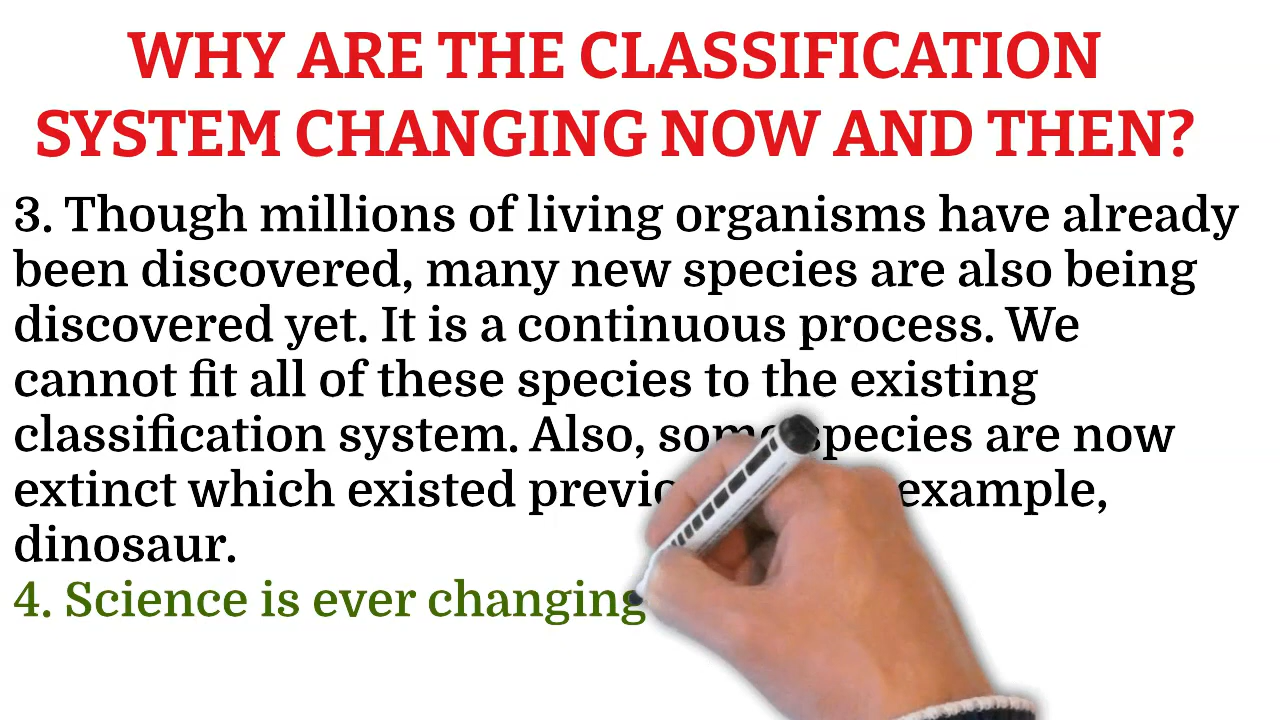 WHY ARE THE CLASSIFICATION
SYSTEM CHANGING NOW AND THEN?
3. Though millions of living organisms have already
been discovered, many new species are also being
discovered yet. It is a continuous process. We
cannot fit all of these species to the existing
classification system. Also, some species are now
extinct which existed example,
dinosaur.
4. Science is ever changing